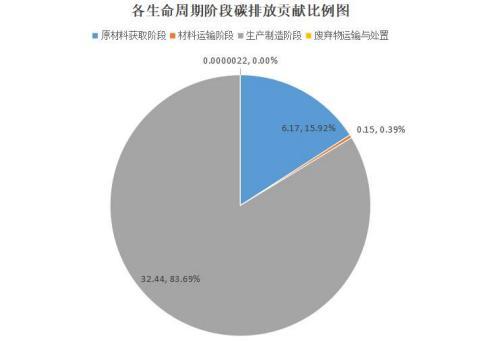 各生命周期阶段碳排放贡献比例图
原材料获取阶段 材料运输阶段 生产制造阶段 废弃物运输与处置
0.0000022, 0.00%
6.17, 15.92%
0.15, 0.39%
32.44, 83.69%